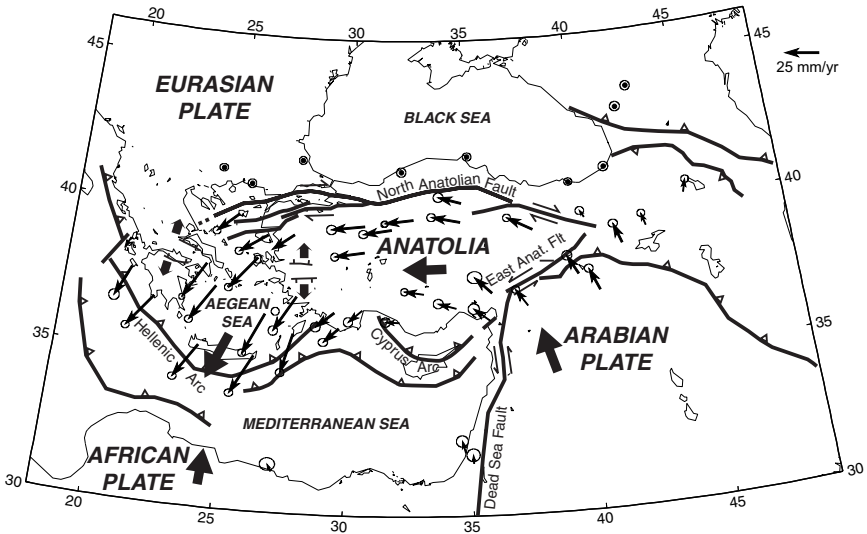 20
25
30
35
40
45
45
45
25 mm/yr
EURASIAN
PLATE
BLACK SEA
40
40
North Anatolian Fault
ANATOLIA
East Anat. Flt
AEGEAN
SEA
Hellenic Arc
Cyprus Arc
ARABIAN
PLATE
35
35
MEDITERRANEAN SEA
Dead Sea Fault
AFRICAN
PLATE
30
30
20
25
30
35
40
45